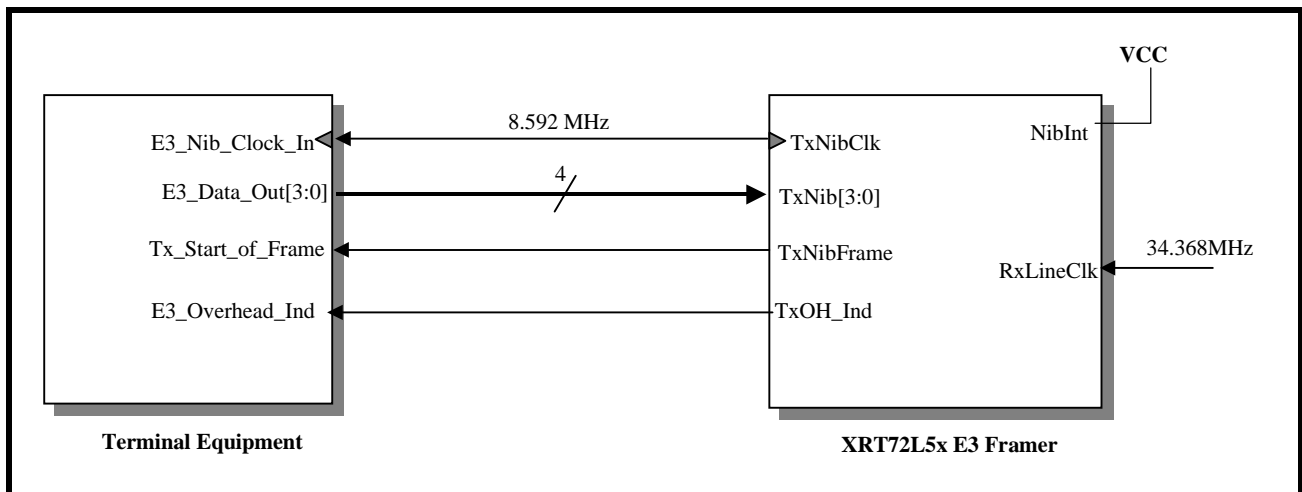 VCC
8.592 MHz
NibInt
E3_Nib_Clock_In
TxNibClk
4
E3_Data_Out[3:0]
TxNib[3:0]
Tx_Start_of_Frame
TxNibFrame
34.368MHz
RxLineClk
E3_Overhead_Ind
TxOH_Ind
Terminal Equipment
XRT72L5x E3 Framer